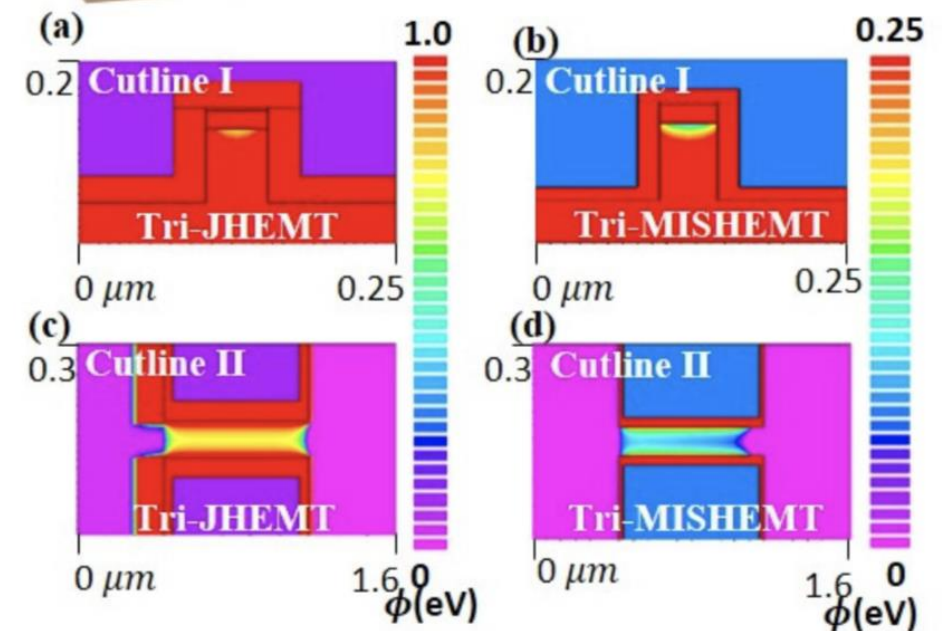 (a)
1.0
(b)
0.25
0.2
Cutline I
0.2
Cutline I
Tri-JHEMT
Tri-MISHEMT
0 μm
0.25
0 μm
0.25
(c)
(d)
0.3
Cutline II
0.3
Cutline II
Tri-JHEMT
Tri-MISHEMT
0 μm
1.6
0
ϕ(eV)
0 μm
1.6
0
ϕ(eV)